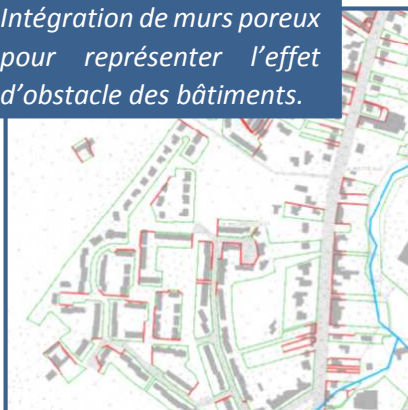 Intégration de murs poreux
pour représenter l’effet
d’obstacle des bâtiments.